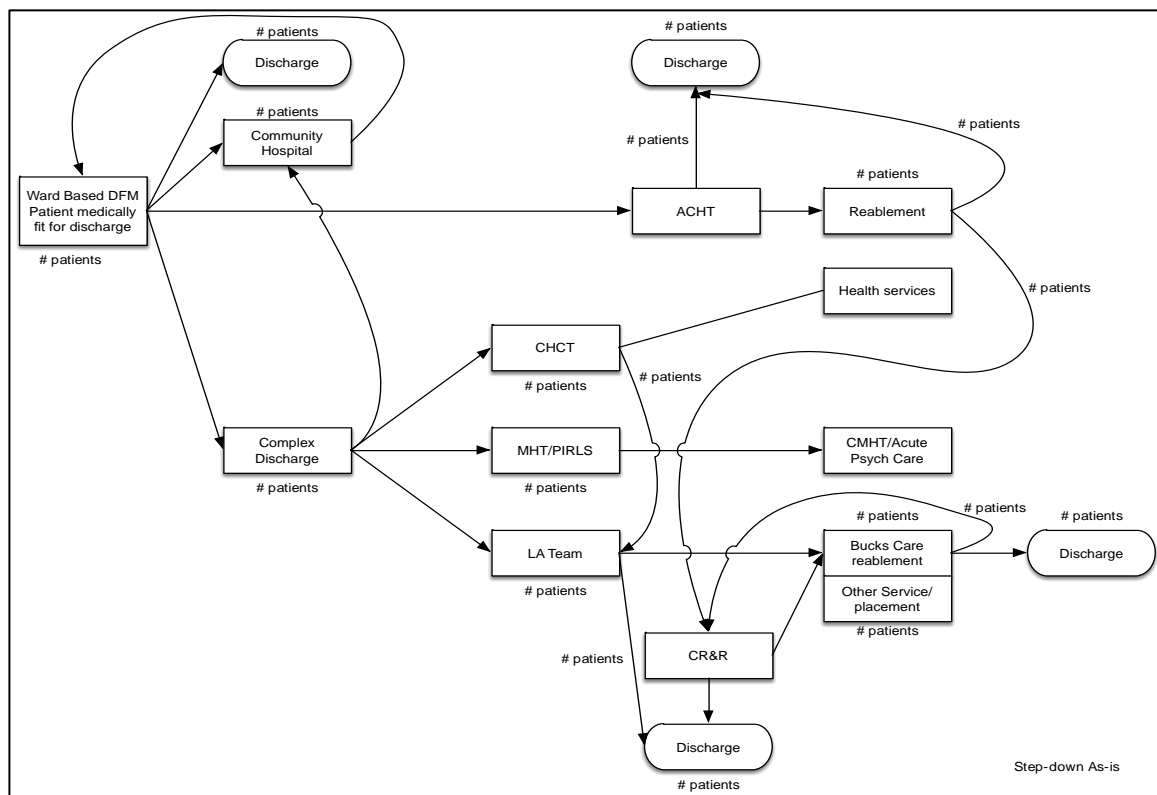 # patients
Discharge
# patients
Community
Hospital
Ward Based DFM
Patient medically
fit for discharge
# patients
# patients
Discharge
# patients
ACHT
# patients
# patients
Reablement
# patients
Health services
CHCT
# patients
# patients
Complex
Discharge
# patients
MHT/PIRLS
# patients
CMHT/Acute
Psych Care
LA Team
# patients
# patients
# patients
Bucks Care
reablement
Other Service/
placement
# patients
# patients
Discharge
# patients
CR&R
Discharge
# patients
Step-down As-is